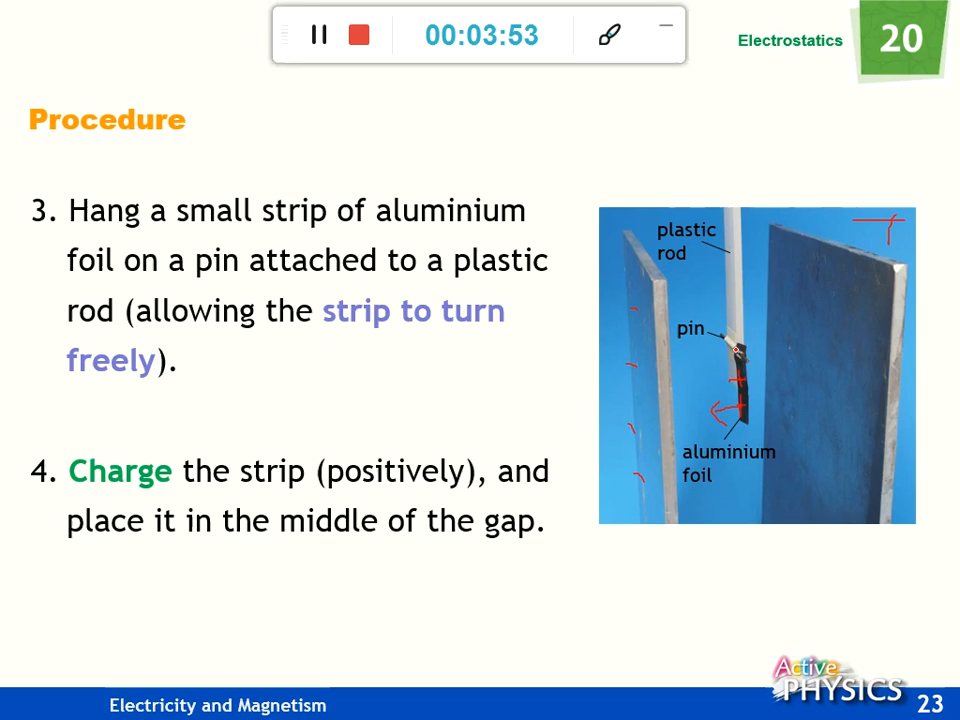 00:03:53
Electrostatics
20
Procedure
3. Hang a small strip of aluminium
foil on a pin attached to a plastic
rod (allowing the strip to turn
freely).
4. Charge the strip (positively), and
place it in the middle of the gap.
plastic
rod
pin
aluminium
foil
Active
PHYSICS
Electricity and Magnetism
23